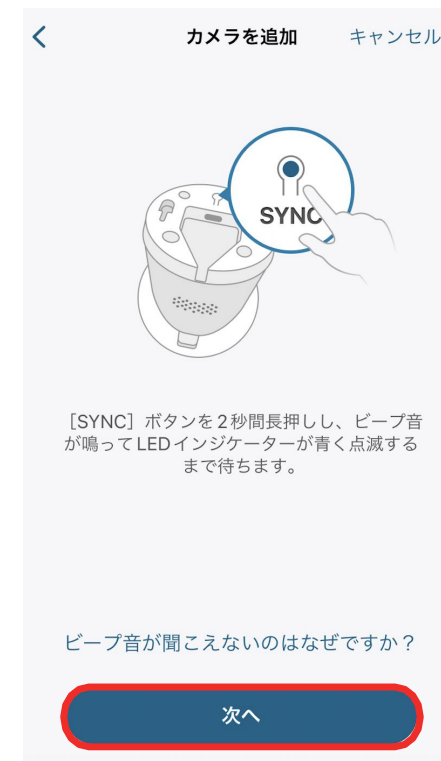 カメラを追加 キャンセル
SYNC
［SYNC］ボタンを2秒間長押しし、ビープ音
が鳴ってLEDインジケーターが青く点滅する
まで待ちます。
ビープ音が聞こえないのはなぜですか？
次へ